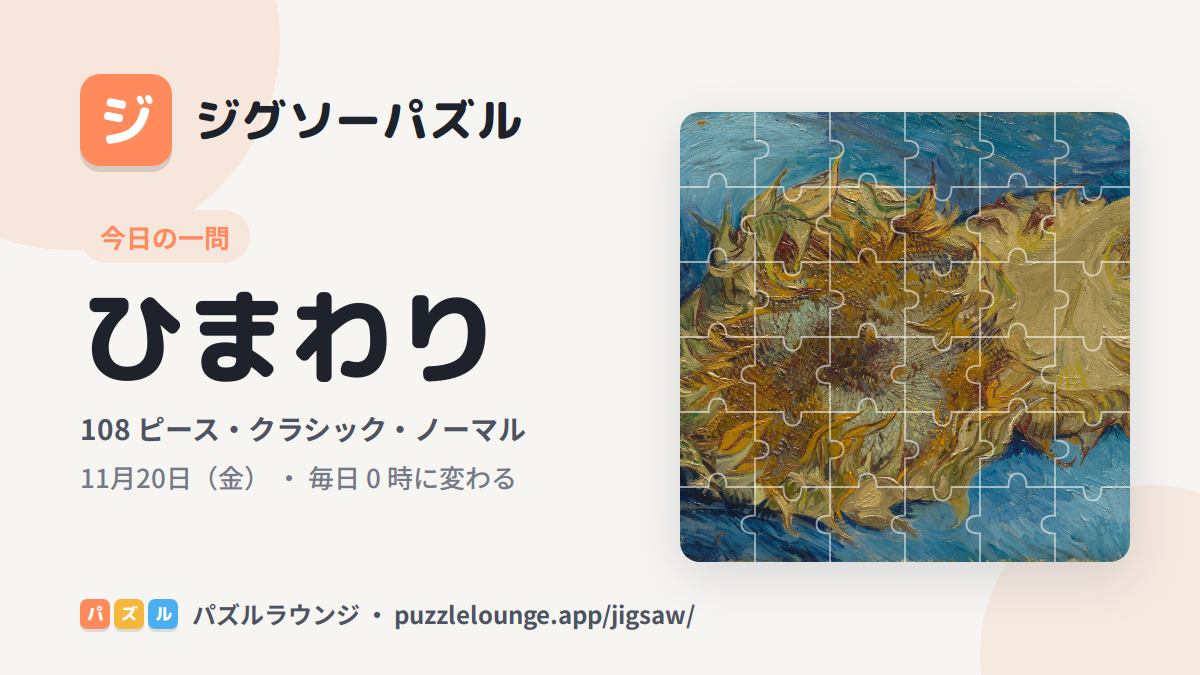 ジ
ジグソーパズル
今日の一問
ひまわり
108 ピース・クラシック・ノーマル
11月20日（金） ・ 毎日 0 時に変わる
パズル パズルラウンジ ・ puzzlelounge.app/jigsaw/